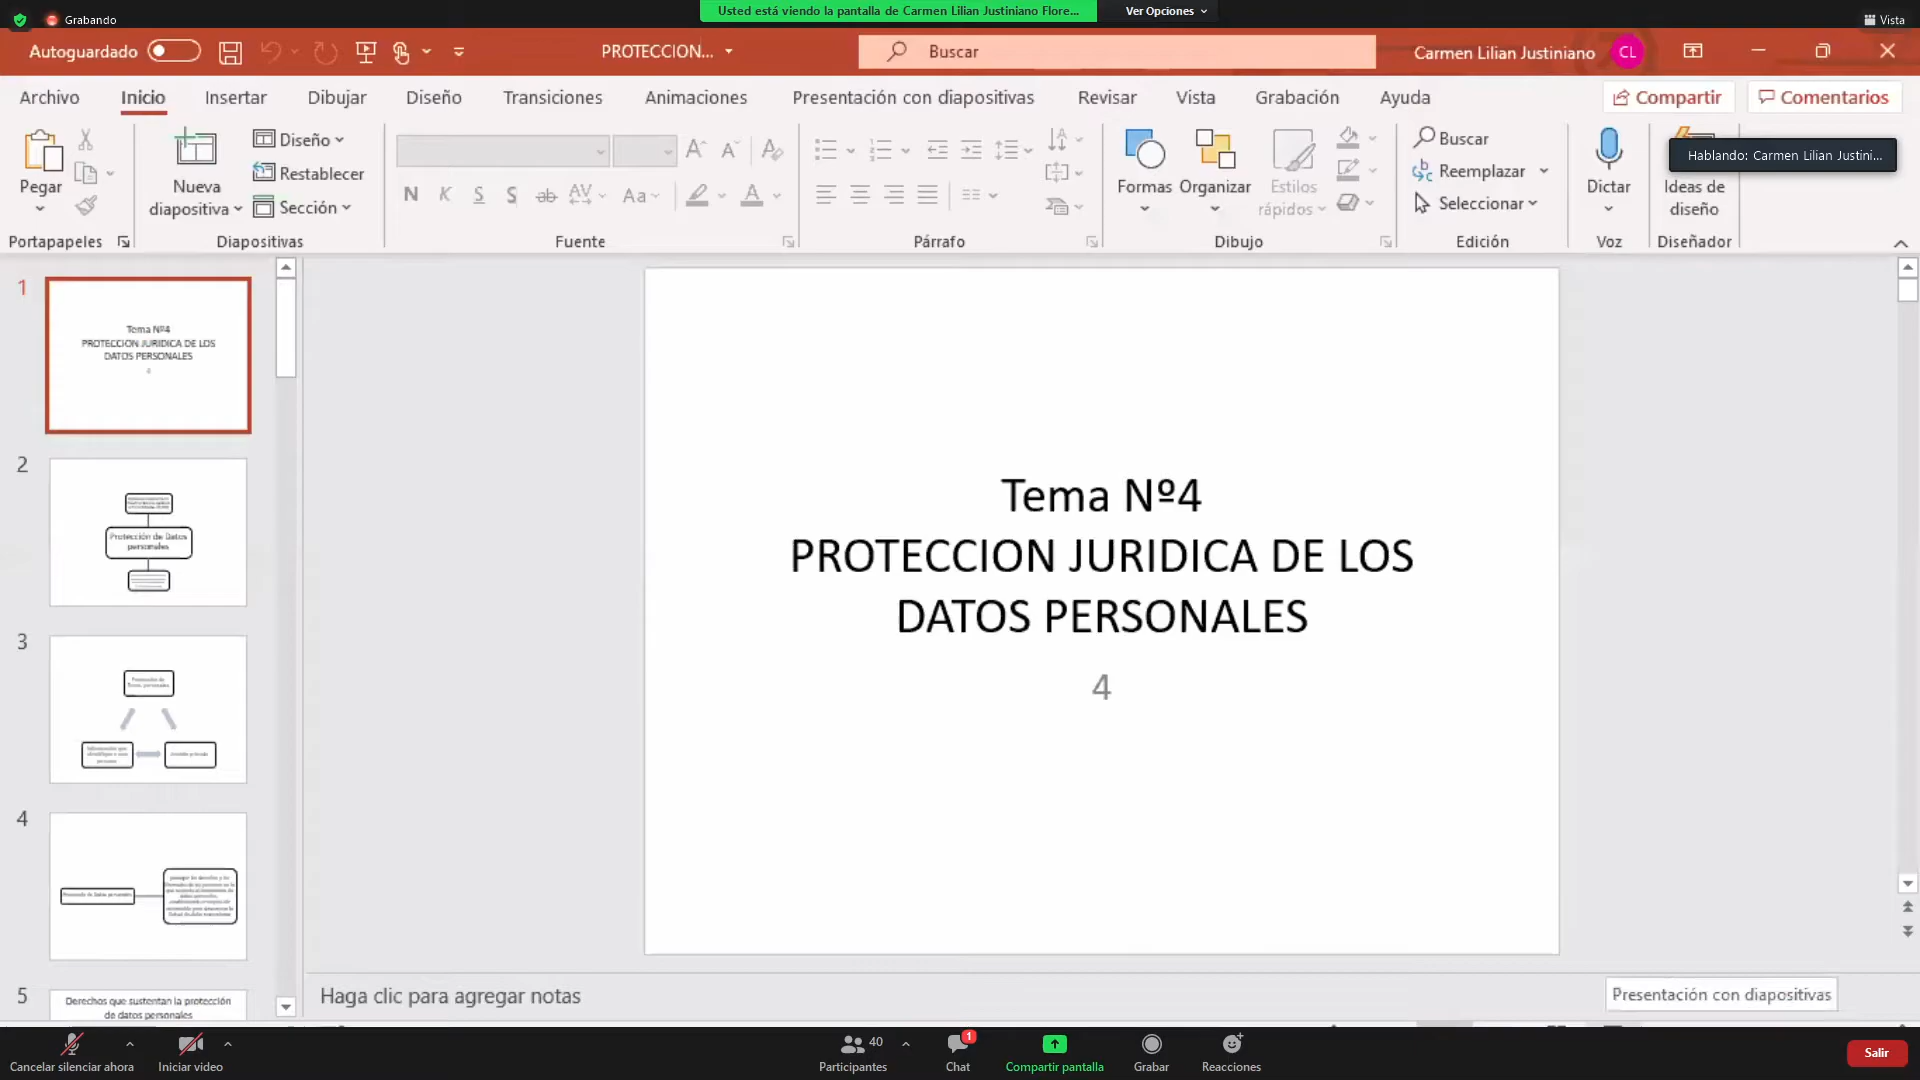 Grabando
Usted está viendo la pantalla de Carmen Lilian Justiniano Flore...
Ver Opciones
Vista
Autoguardado
PROTECCION...
Buscar
Carmen Lilian Justiniano
CL
Archivo
Inicio
Insertar
Dibujar
Diseño
Transiciones
Animaciones
Presentación con diapositivas
Revisar
Vista
Grabación
Ayuda
Compartir
Comentarios
Pegar
Nueva
diapositiva
Diseño
Restablecer
Sección
N K S S ab AV Aa A
Formas
Organizar
Estilos
rápidos
Buscar
Reemplazar
Seleccionar
Dictar
Ideas de
diseño
Hablando: Carmen Lilian Justini...
Portapapeles
Diapositivas
Fuente
Párrafo
Dibujo
Edición
Voz
Diseñador
1
Tema Nº4
PROTECCION JURIDICA DE LOS
DATOS PERSONALES
4
2
Protección de Datos
personales
3
4
5
Derechos que sustentan la protección
de datos personales
Tema Nº4
PROTECCION JURIDICA DE LOS
DATOS PERSONALES
4
Haga clic para agregar notas
Presentación con diapositivas
Cancelar silenciar ahora
Iniciar video
Participantes
40
Chat
1
Compartir pantalla
Grabar
Reacciones
Salir